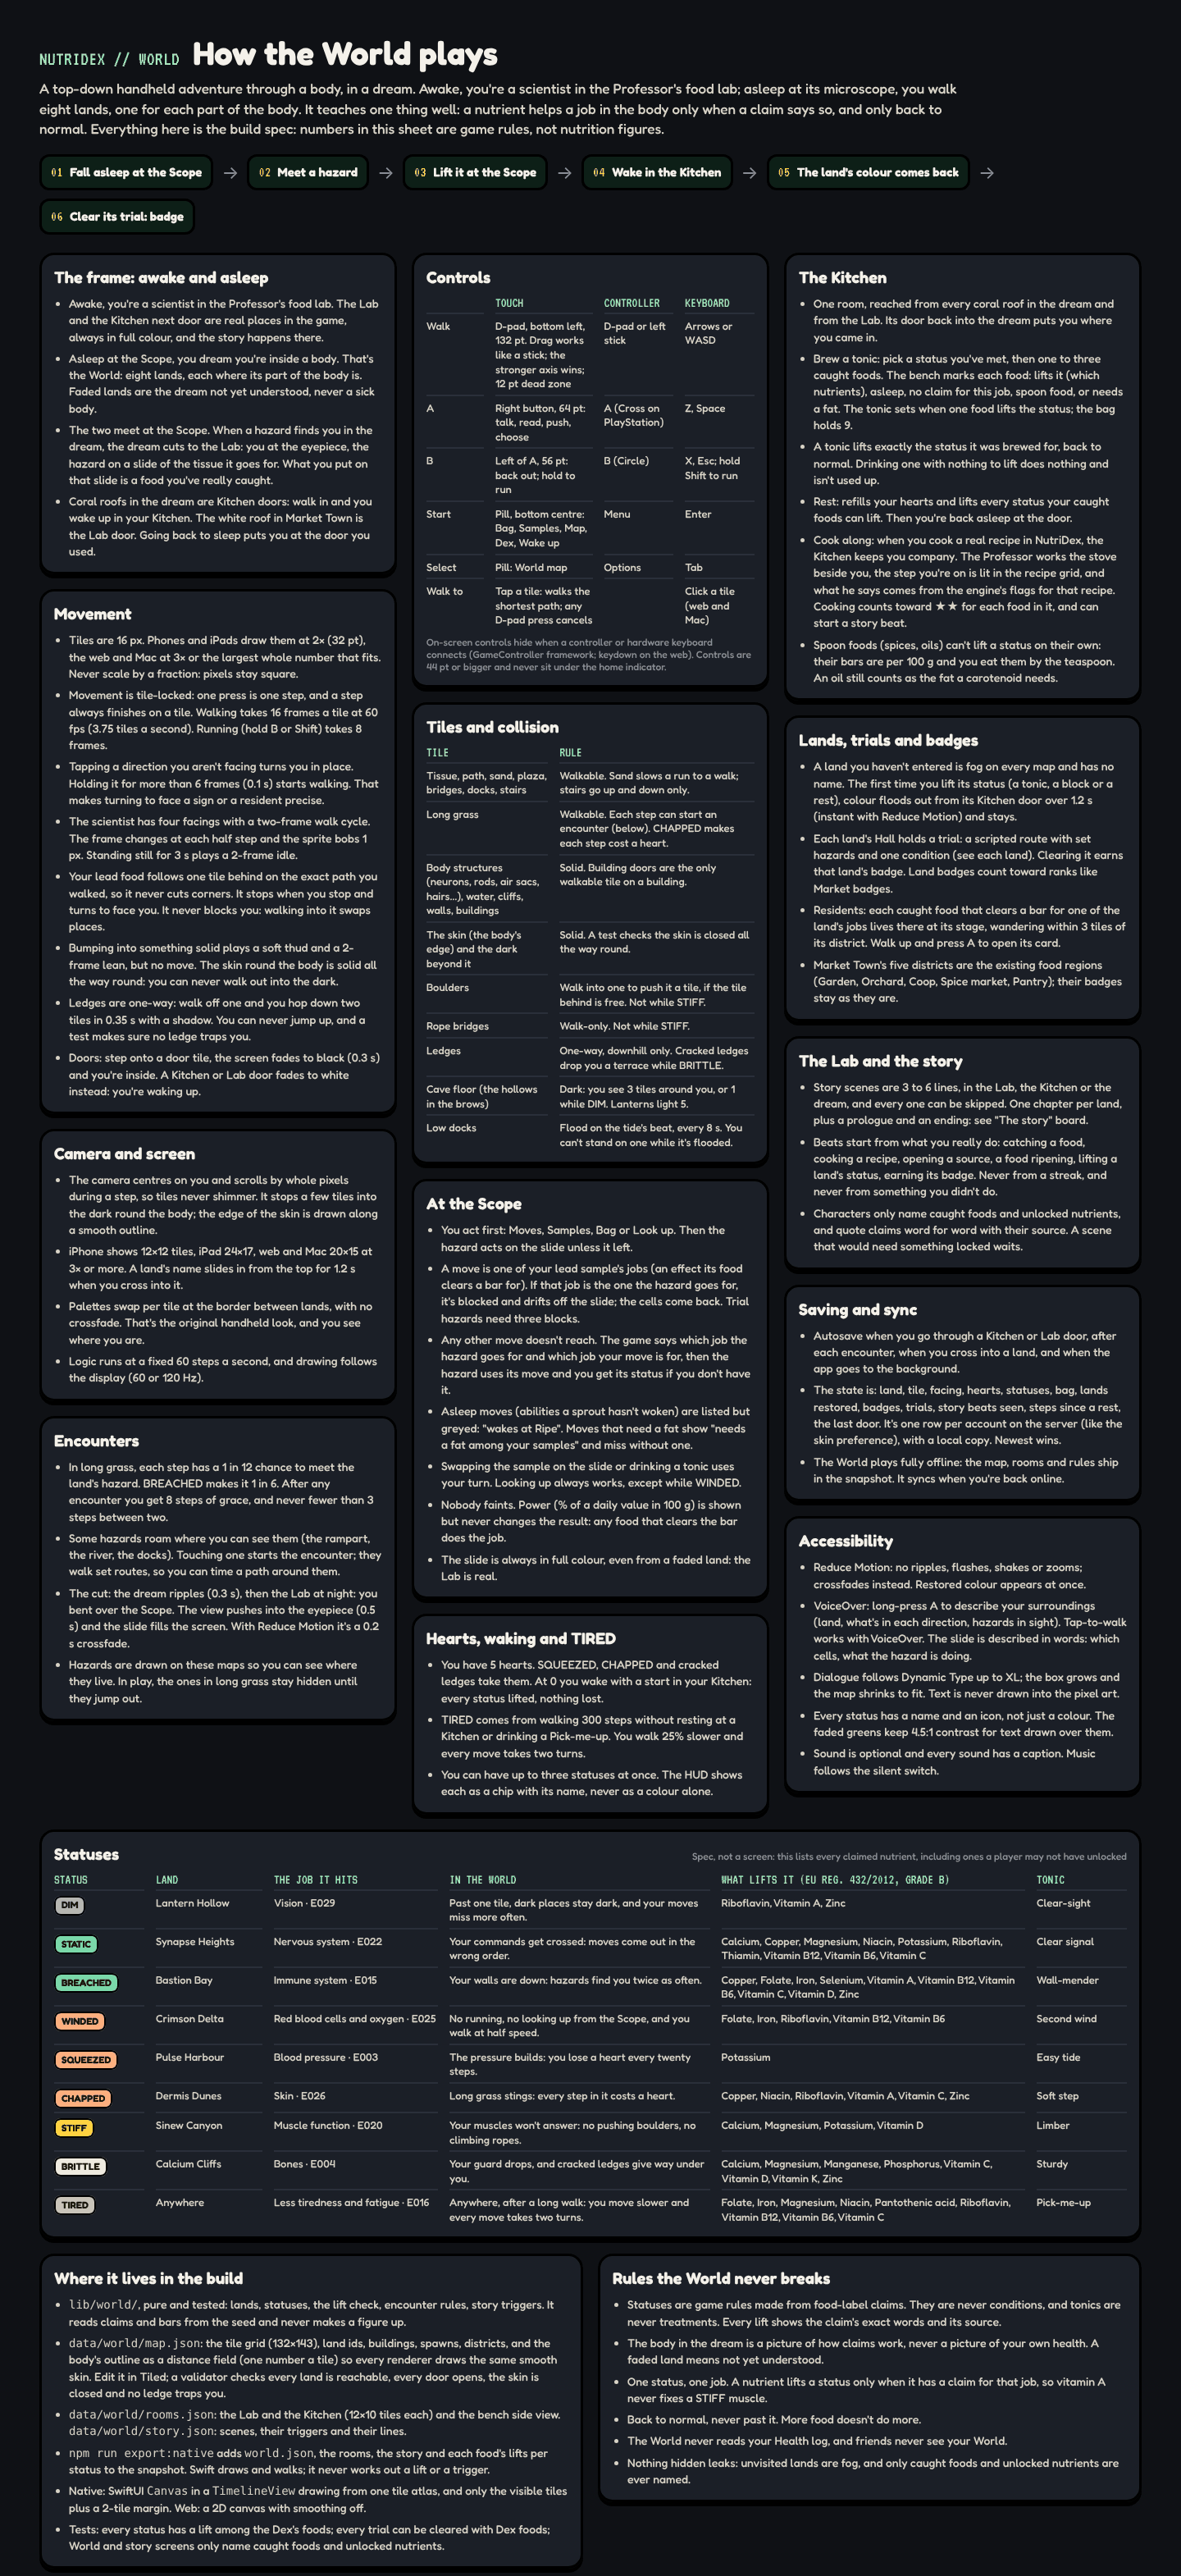 NUTRIDEX // WORLD How the World plays
A top-down handheld adventure through a body, in a dream. Awake, you're a scientist in the Professor's food lab; asleep at its microscope, you walk
eight lands, one for each part of the body. It teaches one thing well: a nutrient helps a job in the body only when a claim says so, and only back to
normal. Everything here is the build spec: numbers in this sheet are game rules, not nutrition figures.
01 Fall asleep at the Scope → 02 Meet a hazard → 03 Lift it at the Scope → 04 Wake in the Kitchen → 05 The land's colour comes back →
06 Clear its trial: badge
The frame: awake and asleep
• Awake, you're a scientist in the Professor's food lab. The Lab
and the Kitchen next door are real places in the game,
always in full colour, and the story happens there.
• Asleep at the Scope, you dream you're inside a body. That's
the World: eight lands, each where its part of the body is.
Faded lands are the dream not yet understood, never a sick
body.
• The two meet at the Scope. When a hazard finds you in the
dream, the dream cuts to the Lab: you at the eyepiece, the
hazard on a slide of the tissue it goes for. What you put on
that slide is a food you've really caught.
• Coral roofs in the dream are Kitchen doors: walk in and you
wake up in your Kitchen. The white roof in Market Town is
the Lab door. Going back to sleep puts you at the door you
used.
Movement
• Tiles are 16 px. Phones and iPads draw them at 2× (32 pt),
the web and Mac at 3× or the largest whole number that fits.
Never scale by a fraction: pixels stay square.
• Movement is tile-locked: one press is one step, and a step
always finishes on a tile. Walking takes 16 frames a tile at 60
fps (3.75 tiles a second). Running (hold B or Shift) takes 8
frames.
• Tapping a direction you aren't facing turns you in place.
Holding it for more than 6 frames (0.1 s) starts walking. That
makes turning to face a sign or a resident precise.
• The scientist has four facings with a two-frame walk cycle.
The frame changes at each half step and the sprite bobs 1
px. Standing still for 3 s plays a 2-frame idle.
• Your lead food follows one tile behind on the exact path you
walked, so it never cuts corners. It stops when you stop and
turns to face you. It never blocks you: walking into it swaps
places.
• Bumping into something solid plays a soft thud and a 2-
frame lean, but no move. The skin round the body is solid all
the way round: you can never walk out into the dark.
• Ledges are one-way: walk off one and you hop down two
tiles in 0.35 s with a shadow. You can never jump up, and a
test makes sure no ledge traps you.
• Doors: step onto a door tile, the screen fades to black (0.3 s)
and you're inside. A Kitchen or Lab door fades to white
instead: you're waking up.
Camera and screen
• The camera centres on you and scrolls by whole pixels
during a step, so tiles never shimmer. It stops a few tiles into
the dark round the body; the edge of the skin is drawn along
a smooth outline.
• iPhone shows 12×12 tiles, iPad 24×17, web and Mac 20×15 at
3× or more. A land's name slides in from the top for 1.2 s
when you cross into it.
• Palettes swap per tile at the border between lands, with no
crossfade. That's the original handheld look, and you see
where you are.
• Logic runs at a fixed 60 steps a second, and drawing follows
the display (60 or 120 Hz).
Encounters
• In long grass, each step has a 1 in 12 chance to meet the
land's hazard. BREACHED makes it 1 in 6. After any
encounter you get 8 steps of grace, and never fewer than 3
steps between two.
• Some hazards roam where you can see them (the rampart,
the river, the docks). Touching one starts the encounter; they
walk set routes, so you can time a path around them.
• The cut: the dream ripples (0.3 s), then the Lab at night: you
bent over the Scope. The view pushes into the eyepiece (0.5
s) and the slide fills the screen. With Reduce Motion it's a 0.2
s crossfade.
• Hazards are drawn on these maps so you can see where
they live. In play, the ones in long grass stay hidden until
they jump out.
Controls
TOUCH CONTROLLER KEYBOARD
Walk D-pad, bottom left, 132 pt. Drag works like a stick; the stronger axis wins; 12 pt dead zone D-pad or left stick Arrows or WASD
A Right button, 64 pt: talk, read, push, choose A (Cross on PlayStation) Z, Space
B Left of A, 56 pt: back out; hold to run B (Circle) X, Esc; hold Shift to run
Start Pill, bottom centre: Bag, Samples, Map, Dex, Wake up Menu Enter
Select Pill: World map Options Tab
Walk to Tap a tile: walks the shortest path; any D-pad press cancels Click a tile (web and Mac)
On-screen controls hide when a controller or hardware keyboard
connects (GameController framework; keydown on the web). Controls are
44 pt or bigger and never sit under the home indicator.
Tiles and collision
TILE RULE
Tissue, path, sand, plaza, bridges, docks, stairs Walkable. Sand slows a run to a walk; stairs go up and down only.
Long grass Walkable. Each step can start an encounter (below). CHAPPED makes each step cost a heart.
Body structures (neurons, rods, air sacs, hairs...), water, cliffs, walls, buildings Solid. Building doors are the only walkable tile on a building.
The skin (the body's edge) and the dark beyond it Solid. A test checks the skin is closed all the way round.
Boulders Walk into one to push it a tile, if the tile behind is free. Not while STIFF.
Rope bridges Walk-only. Not while STIFF.
Ledges One-way, downhill only. Cracked ledges drop you a terrace while BRITTLE.
Cave floor (the hollows in the brows) Dark: you see 3 tiles around you, or 1 while DIM. Lanterns light 5.
Low docks Flood on the tide's beat, every 8 s. You can't stand on one while it's flooded.
At the Scope
• You act first: Moves, Samples, Bag or Look up. Then the
hazard acts on the slide unless it left.
• A move is one of your lead sample's jobs (an effect its food
clears a bar for). If that job is the one the hazard goes for,
it's blocked and drifts off the slide; the cells come back. Trial
hazards need three blocks.
• Any other move doesn't reach. The game says which job the
hazard goes for and which job your move is for, then the
hazard uses its move and you get its status if you don't have
it.
• Asleep moves (abilities a sprout hasn't woken) are listed but
greyed: "wakes at Ripe". Moves that need a fat show "needs
a fat among your samples" and miss without one.
• Swapping the sample on the slide or drinking a tonic uses
your turn. Looking up always works, except while WINDED.
• Nobody faints. Power (% of a daily value in 100 g) is shown
but never changes the result: any food that clears the bar
does the job.
• The slide is always in full colour, even from a faded land: the
Lab is real.
Hearts, waking and TIRED
• You have 5 hearts. SQUEEZED, CHAPPED and cracked
ledges take them. At 0 you wake with a start in your Kitchen:
every status lifted, nothing lost.
• TIRED comes from walking 300 steps without resting at a
Kitchen or drinking a Pick-me-up. You walk 25% slower and
every move takes two turns.
• You can have up to three statuses at once. The HUD shows
each as a chip with its name, never as a colour alone.
The Kitchen
• One room, reached from every coral roof in the dream and
from the Lab. Its door back into the dream puts you where
you came in.
• Brew a tonic: pick a status you've met, then one to three
caught foods. The bench marks each food: lifts it (which
nutrients), asleep, no claim for this job, spoon food, or needs
a fat. The tonic sets when one food lifts the status; the bag
holds 9.
• A tonic lifts exactly the status it was brewed for, back to
normal. Drinking one with nothing to lift does nothing and
isn't used up.
• Rest: refills your hearts and lifts every status your caught
foods can lift. Then you're back asleep at the door.
• Cook along: when you cook a real recipe in NutriDex, the
Kitchen keeps you company. The Professor works the stove
beside you, the step you're on is lit in the recipe grid, and
what he says comes from the engine's flags for that recipe.
Cooking counts toward ★★ for each food in it, and can
start a story beat.
• Spoon foods (spices, oils) can't lift a status on their own:
their bars are per 100 g and you eat them by the teaspoon.
An oil still counts as the fat a carotenoid needs.
Lands, trials and badges
• A land you haven't entered is fog on every map and has no
name. The first time you lift its status (a tonic, a block or a
rest), colour floods out from its Kitchen door over 1.2 s
(instant with Reduce Motion) and stays.
• Each land's Hall holds a trial: a scripted route with set
hazards and one condition (see each land). Clearing it earns
that land's badge. Land badges count toward ranks like
Market badges.
• Residents: each caught food that clears a bar for one of the
land's jobs lives there at its stage, wandering within 3 tiles of
its district. Walk up and press A to open its card.
• Market Town's five districts are the existing food regions
(Garden, Orchard, Coop, Spice market, Pantry); their badges
stay as they are.
The Lab and the story
• Story scenes are 3 to 6 lines, in the Lab, the Kitchen or the
dream, and every one can be skipped. One chapter per land,
plus a prologue and an ending: see "The story" board.
• Beats start from what you really do: catching a food,
cooking a recipe, opening a source, a food ripening, lifting a
land's status, earning its badge. Never from a streak, and
never from something you didn't do.
• Characters only name caught foods and unlocked nutrients,
and quote claims word for word with their source. A scene
that would need something locked waits.
Saving and sync
• Autosave when you go through a Kitchen or Lab door, after
each encounter, when you cross into a land, and when the
app goes to the background.
• The state is: land, tile, facing, hearts, statuses, bag, lands
restored, badges, trials, story beats seen, steps since a rest,
the last door. It's one row per account on the server (like the
skin preference), with a local copy. Newest wins.
• The World plays fully offline: the map, rooms and rules ship
in the snapshot. It syncs when you're back online.
Accessibility
• Reduce Motion: no ripples, flashes, shakes or zooms;
crossfades instead. Restored colour appears at once.
• VoiceOver: long-press A to describe your surroundings
(land, what's in each direction, hazards in sight). Tap-to-walk
works with VoiceOver. The slide is described in words: which
cells, what the hazard is doing.
• Dialogue follows Dynamic Type up to XL; the box grows and
the map shrinks to fit. Text is never drawn into the pixel art.
• Every status has a name and an icon, not just a colour. The
faded greens keep 4.5:1 contrast for text drawn over them.
• Sound is optional and every sound has a caption. Music
follows the silent switch.
Statuses Spec, not a screen: this lists every claimed nutrient, including ones a player may not have unlocked
STATUS LAND THE JOB IT HITS IN THE WORLD WHAT LIFTS IT (EU REG. 432/2012, GRADE B) TONIC
DIM Lantern Hollow Vision · E029 Past one tile, dark places stay dark, and your moves miss more often. Riboflavin, Vitamin A, Zinc Clear-sight
STATIC Synapse Heights Nervous system · E022 Your commands get crossed: moves come out in the wrong order. Calcium, Copper, Magnesium, Niacin, Potassium, Riboflavin, Thiamin, Vitamin B12, Vitamin B6, Vitamin C Clear signal
BREACHED Bastion Bay Immune system · E015 Your walls are down: hazards find you twice as often. Copper, Folate, Iron, Selenium, Vitamin A, Vitamin B12, Vitamin B6, Vitamin C, Vitamin D, Zinc Wall-mender
WINDED Crimson Delta Red blood cells and oxygen · E025 No running, no looking up from the Scope, and you walk at half speed. Folate, Iron, Riboflavin, Vitamin B12, Vitamin B6 Second wind
SQUEEZED Pulse Harbour Blood pressure · E003 The pressure builds: you lose a heart every twenty steps. Potassium Easy tide
CHAPPED Dermis Dunes Skin · E026 Long grass stings: every step in it costs a heart. Copper, Niacin, Riboflavin, Vitamin A, Vitamin C, Zinc Soft step
STIFF Sinew Canyon Muscle function · E020 Your muscles won't answer: no pushing boulders, no climbing ropes. Calcium, Magnesium, Potassium, Vitamin D Limber
BRITTLE Calcium Cliffs Bones · E004 Your guard drops, and cracked ledges give way under you. Calcium, Magnesium, Manganese, Phosphorus, Vitamin C, Vitamin D, Vitamin K, Zinc Sturdy
TIRED Anywhere Less tiredness and fatigue · E016 Anywhere, after a long walk: you move slower and every move takes two turns. Folate, Iron, Magnesium, Niacin, Pantothenic acid, Riboflavin, Vitamin B12, Vitamin B6, Vitamin C Pick-me-up
Where it lives in the build
• lib/world/, pure and tested: lands, statuses, the lift check, encounter rules, story triggers. It
reads claims and bars from the seed and never makes a figure up.
• data/world/map.json: the tile grid (132×143), land ids, buildings, spawns, districts, and the
body's outline as a distance field (one number a tile) so every renderer draws the same smooth
skin. Edit it in Tiled; a validator checks every land is reachable, every door opens, the skin is
closed and no ledge traps you.
• data/world/rooms.json: the Lab and the Kitchen (12×10 tiles each) and the bench side view.
data/world/story.json: scenes, their triggers and their lines.
• npm run export:native adds world.json, the rooms, the story and each food's lifts per
status to the snapshot. Swift draws and walks; it never works out a lift or a trigger.
• Native: SwiftUI Canvas in a TimelineView drawing from one tile atlas, and only the visible tiles
plus a 2-tile margin. Web: a 2D canvas with smoothing off.
• Tests: every status has a lift among the Dex's foods; every trial can be cleared with Dex foods;
World and story screens only name caught foods and unlocked nutrients.
Rules the World never breaks
• Statuses are game rules made from food-label claims. They are never conditions, and tonics are
never treatments. Every lift shows the claim's exact words and its source.
• The body in the dream is a picture of how claims work, never a picture of your own health. A
faded land means not yet understood.
• One status, one job. A nutrient lifts a status only when it has a claim for that job, so vitamin A
never fixes a STIFF muscle.
• Back to normal, never past it. More food doesn't do more.
• The World never reads your Health log, and friends never see your World.
• Nothing hidden leaks: unvisited lands are fog, and only caught foods and unlocked nutrients are
ever named.